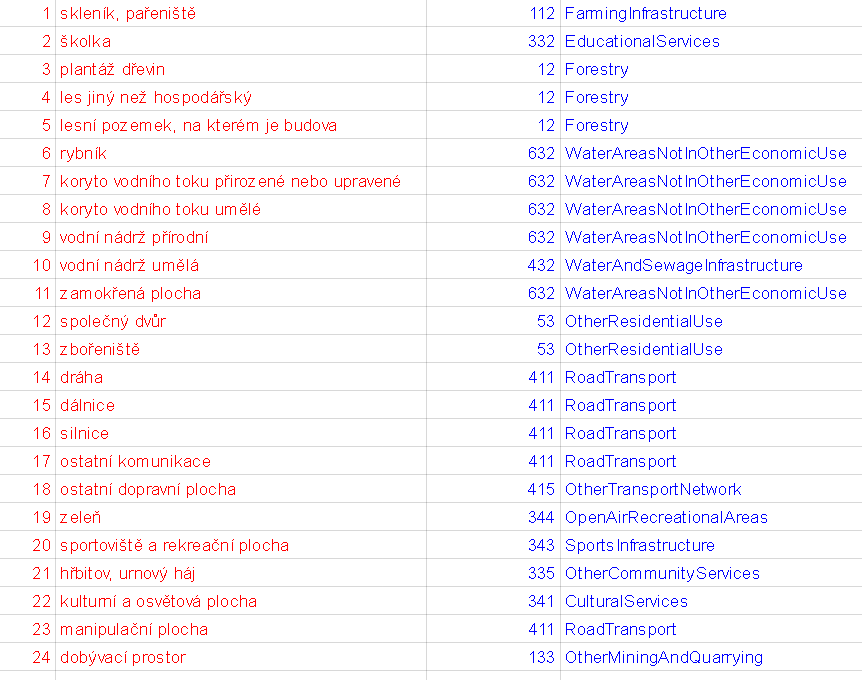 1 skleník, pařeniště 112 FarmingInfrastructure
2 školka 332 EducationalServices
3 plantáž dřevin 12 Forestry
4 les jiný než hospodářský 12 Forestry
5 lesní pozemek, na kterém je budova 12 Forestry
6 rybník 632 WaterAreasNotInOtherEconomicUse
7 koryto vodního toku přirozené nebo upravené 632 WaterAreasNotInOtherEconomicUse
8 koryto vodního toku umělé 632 WaterAreasNotInOtherEconomicUse
9 vodní nádrž přírodní 632 WaterAreasNotInOtherEconomicUse
10 vodní nádrž umělá 432 WaterAndSewageInfrastructure
11 zamokřená plocha 632 WaterAreasNotInOtherEconomicUse
12 společný dvůr 53 OtherResidentialUse
13 zbořeniště 53 OtherResidentialUse
14 dráha 411 RoadTransport
15 dálnice 411 RoadTransport
16 silnice 411 RoadTransport
17 ostatní komunikace 411 RoadTransport
18 ostatní dopravní plocha 415 OtherTransportNetwork
19 zeleň 344 OpenAirRecreationalAreas
20 sportoviště a rekreační plocha 343 SportsInfrastructure
21 hřbitov, urnový háj 335 OtherCommunityServices
22 kulturní a osvětová plocha 341 CulturalServices
23 manipulační plocha 411 RoadTransport
24 dobývací prostor 133 OtherMiningAndQuarrying